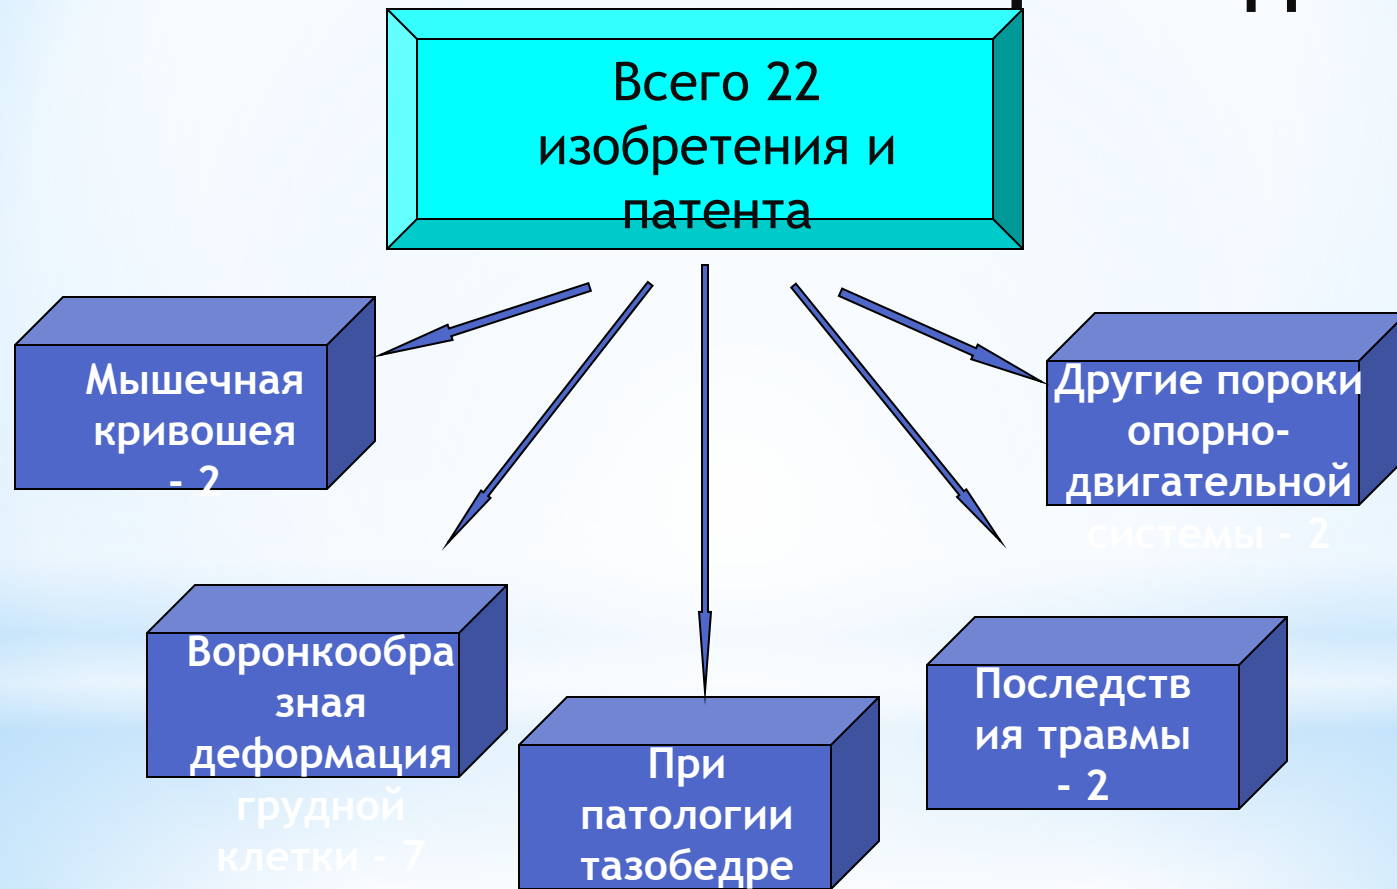 Всего 22
изобретения и
патента
Мышечная
кривошея
- 2
Другие пороки
опорно-
двигательной
системы - 2
Воронкообра
зная
деформация
грудной
клетки - 7
При
патологии
тазобедре
Последств
ия травмы
- 2